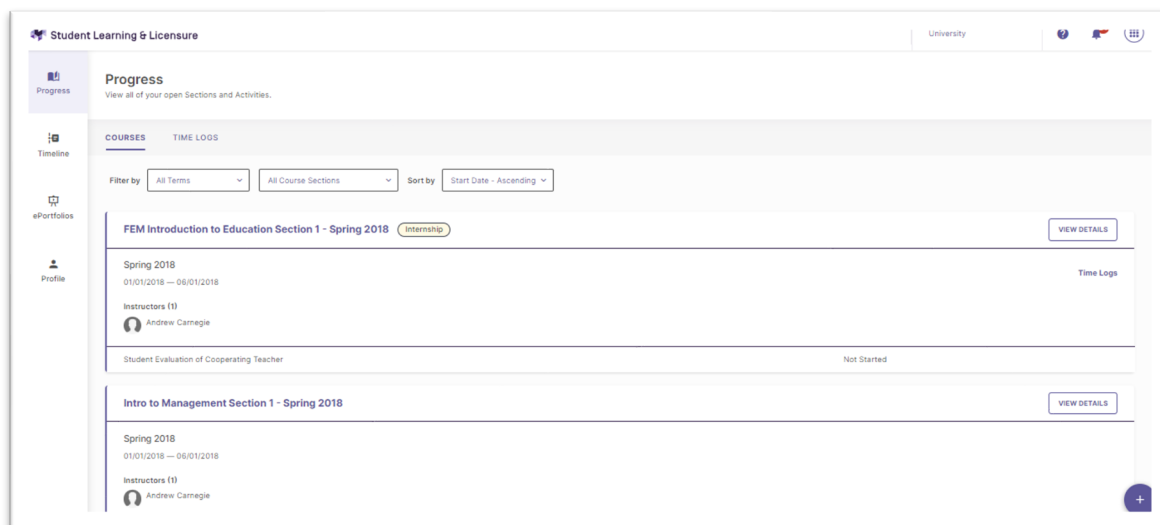 Student Learning & Licensure
University
Progress
Progress
View all of your open Sections and Activities.
Timeline
COURSES TIME LOGS
Filter by All Terms All Course Sections Sort by Start Date - Ascending
ePortfolios
FEM Introduction to Education Section 1 - Spring 2018 Internship VIEW DETAILS
Spring 2018
Time Logs
Profile
01/01/2018 — 06/01/2018
Instructors (1)
Andrew Carnegie
Student Evaluation of Cooperating Teacher Not Started
Intro to Management Section 1 - Spring 2018 VIEW DETAILS
Spring 2018
01/01/2018 — 06/01/2018
Instructors (1)
Andrew Carnegie